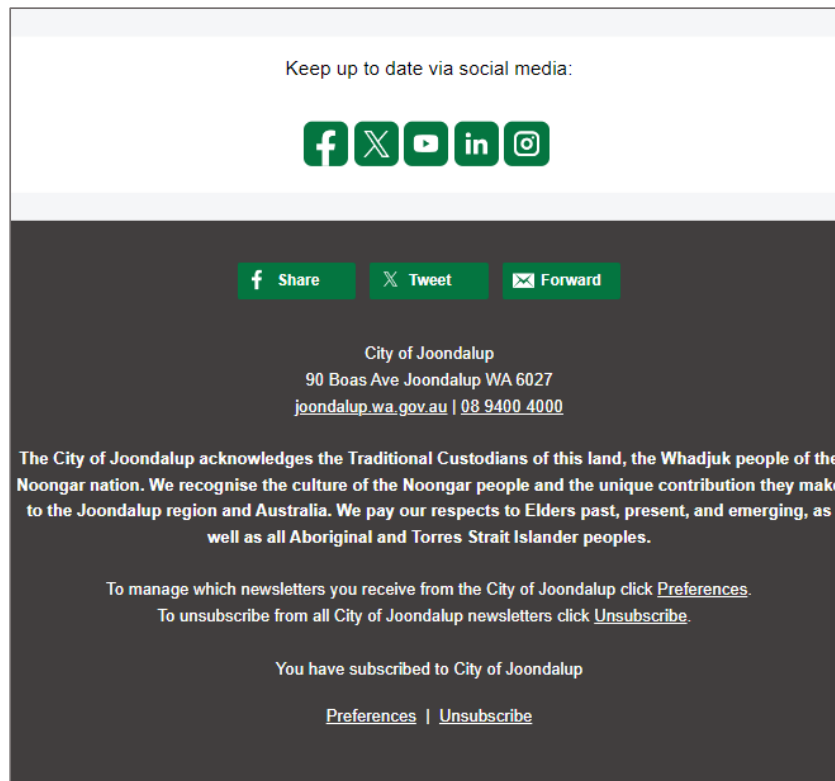 Keep up to date via social media:
Share
Tweet
Forward
City of Joondalup
90 Boas Ave Joondalup WA 6027
joondalup.wa.gov.au | 08 9400 4000
The City of Joondalup acknowledges the Traditional Custodians of this land, the Whadjuk people of the
Noongar nation. We recognise the culture of the Noongar people and the unique contribution they make
to the Joondalup region and Australia. We pay our respects to Elders past, present, and emerging, as
well as all Aboriginal and Torres Strait Islander peoples.
To manage which newsletters you receive from the City of Joondalup click Preferences.
To unsubscribe from all City of Joondalup newsletters click Unsubscribe.
You have subscribed to City of Joondalup
Preferences | Unsubscribe